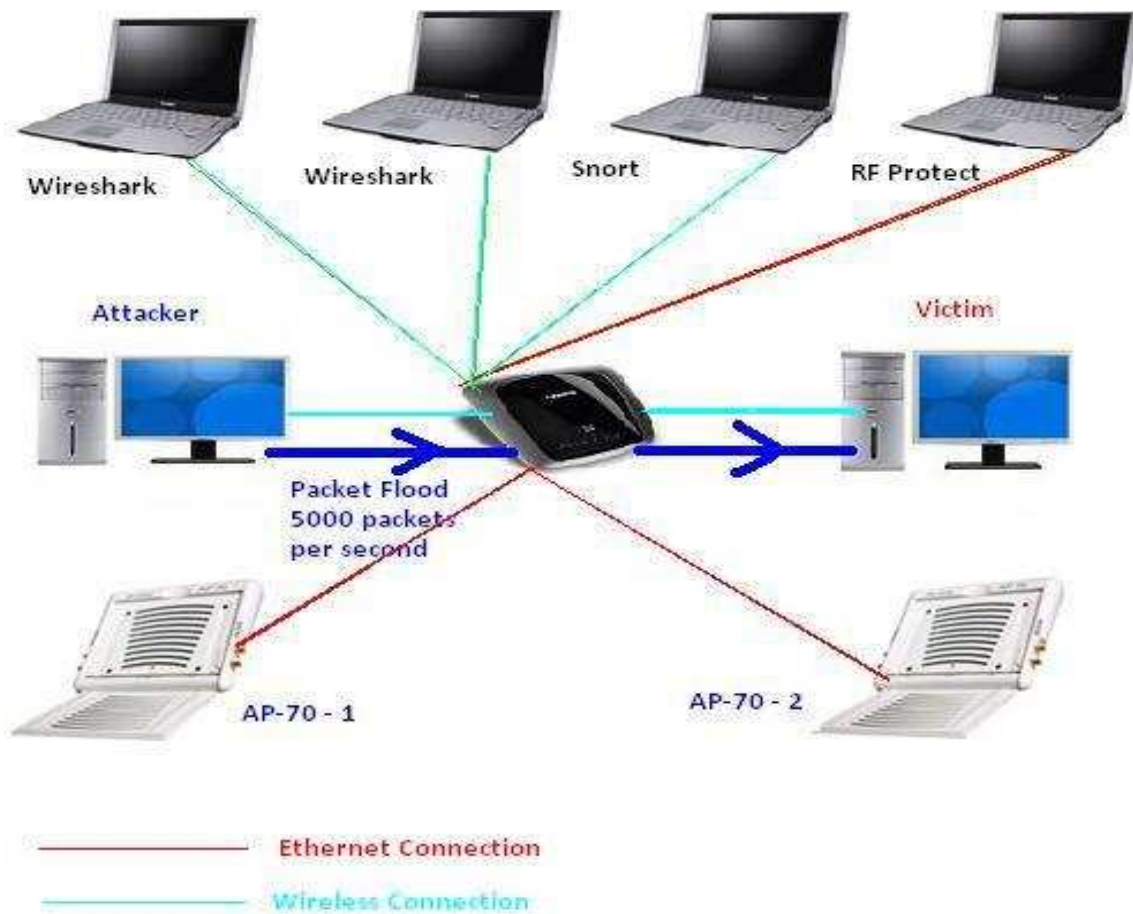 Wireshark
Wireshark
Snort
RF Protect
Attacker
Victim
Packet Flood
5000 packets
per second
AP-70 - 1
AP-70 - 2
Ethernet Connection
Wireless Connection